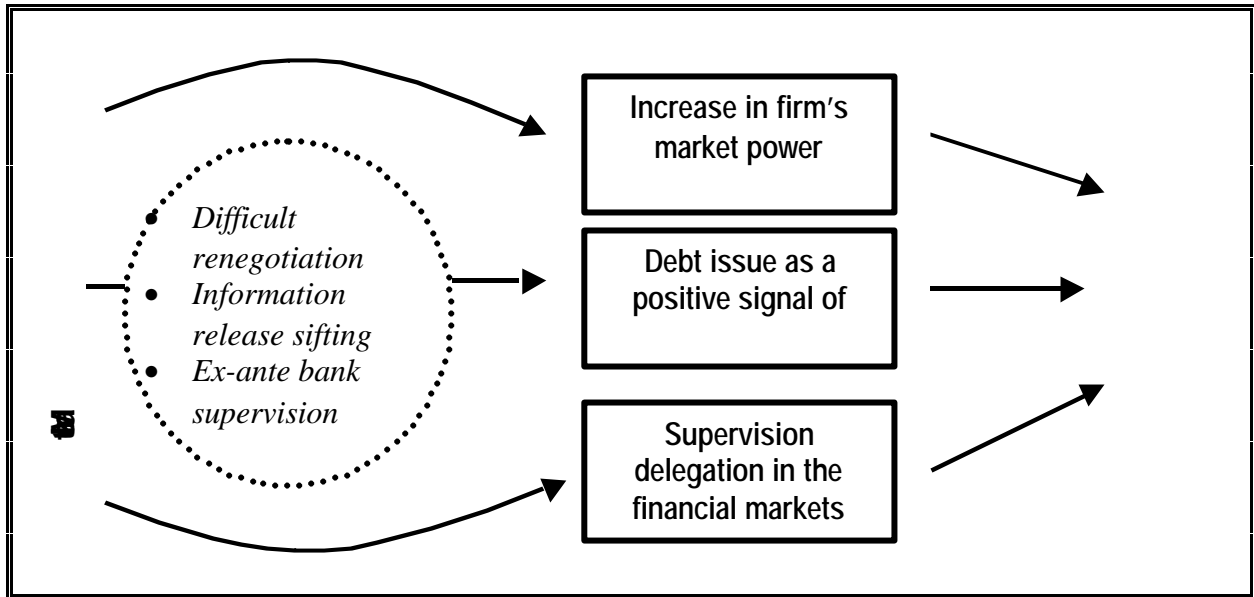 • Difficult
renegotiation
• Information
release sifting
• Ex-ante bank
supervision
Increase in firm's
market power
Debt issue as a
positive signal of
Supervision
delegation in the
financial markets